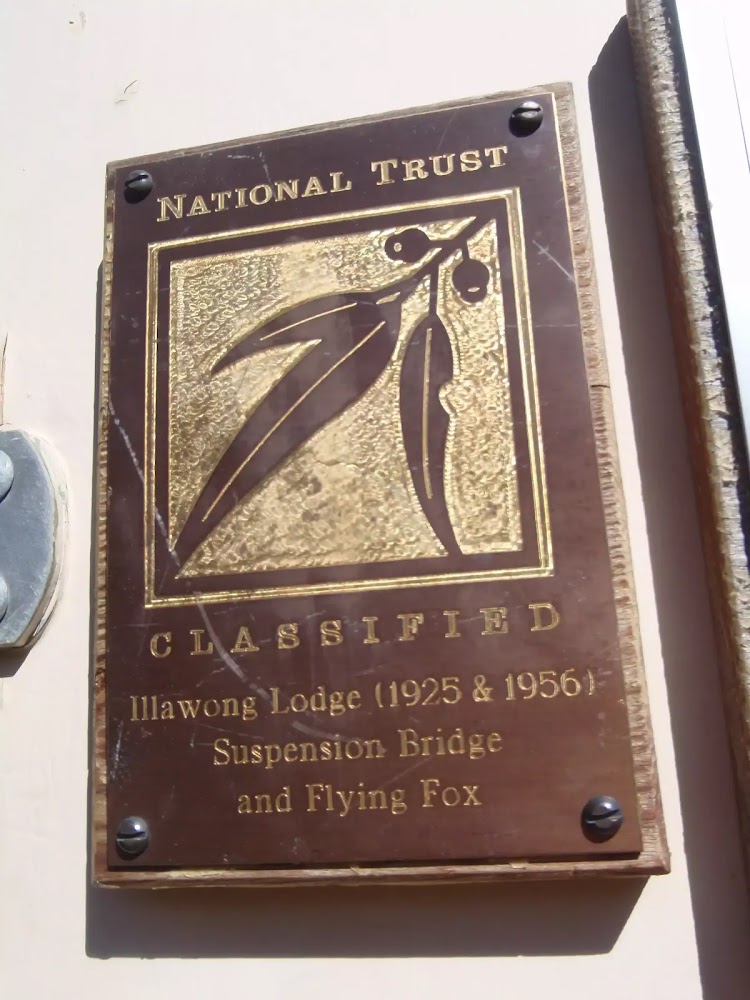 NATIONAL TRUST
CLASSIFIED
Illawong Lodge (1925 & 1956)
Suspension Bridge
and Flying Fox